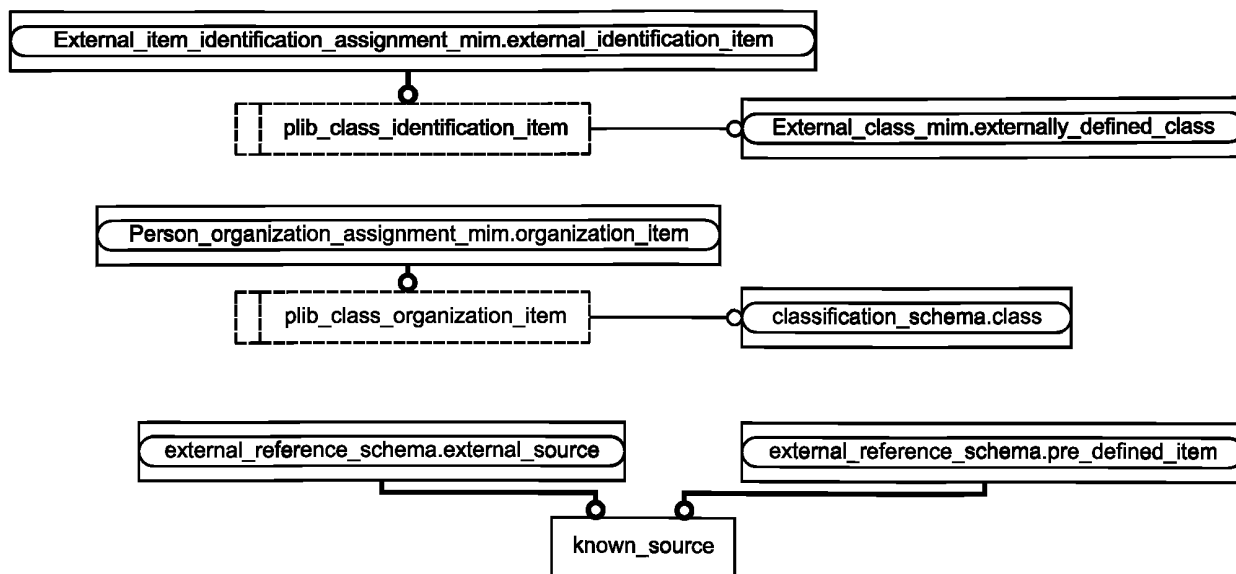 External_item_identification_assignment_mim.external_identification_item
plib_class_identification_item
External_class_mim.externally_defined_class
Person_organization_assignment_mim.organization_item
plib_class_organization_item
classification_schema.class
external_reference_schema.external_source
external_reference_schema.pre_defined_item
known_source